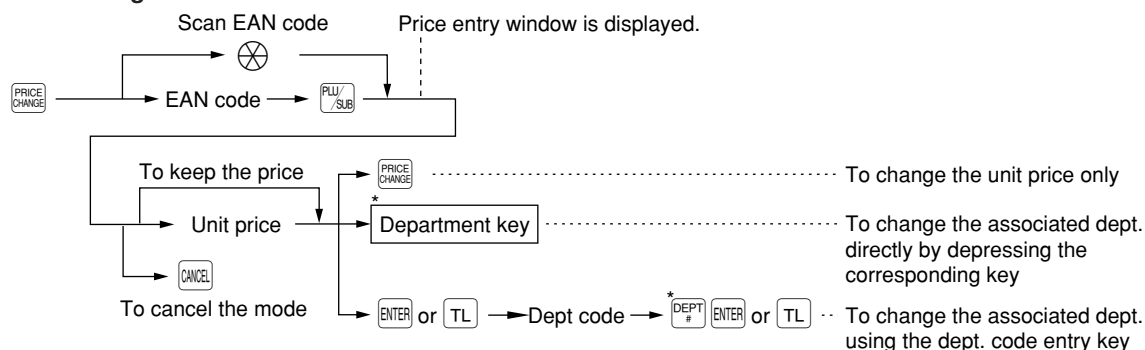 Scan EAN code
Price entry window is displayed.
PRICE CHANGE
EAN code
PLU/SUB
To keep the price
PRICE CHANGE
To change the unit price only
Unit price
*
Department key
To change the associated dept.
directly by depressing the
corresponding key
CANCEL
To cancel the mode
ENTER or TL
Dept code
*
DEPT # ENTER or TL
To change the associated dept.
using the dept. code entry key